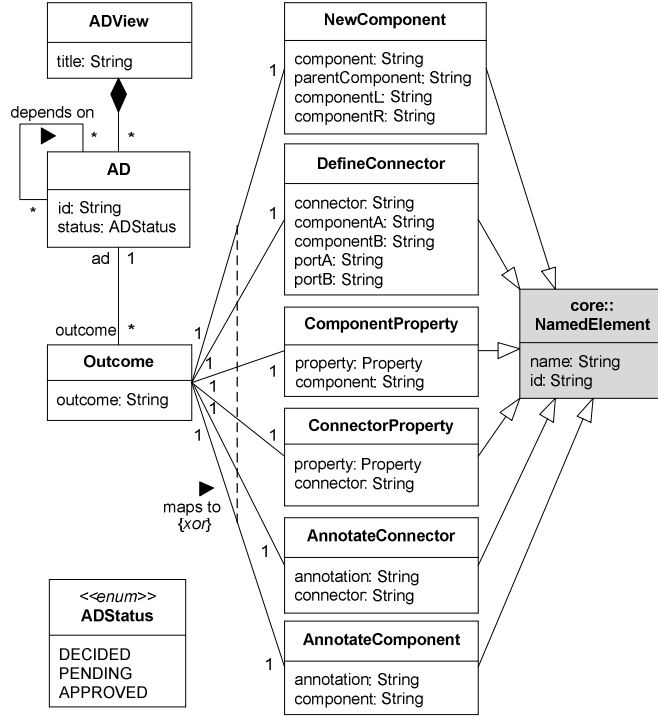 ADView
title: String
depends on
*
*
*
AD
id: String
status: ADStatus
ad
1
outcome
*
Outcome
outcome: String
1
1
1
1
1
maps to
{xor}
<<enum>>
ADStatus
DECIDED
PENDING
APPROVED
NewComponent
1
component: String
parentComponent: String
componentL: String
componentR: String
DefineConnector
1
connector: String
componentA: String
componentB: String
portA: String
portB: String
ComponentProperty
1
property: Property
component: String
ConnectorProperty
1
property: Property
connector: String
AnnotateConnector
1
annotation: String
connector: String
AnnotateComponent
1
annotation: String
component: String
core::
NamedElement
name: String
id: String